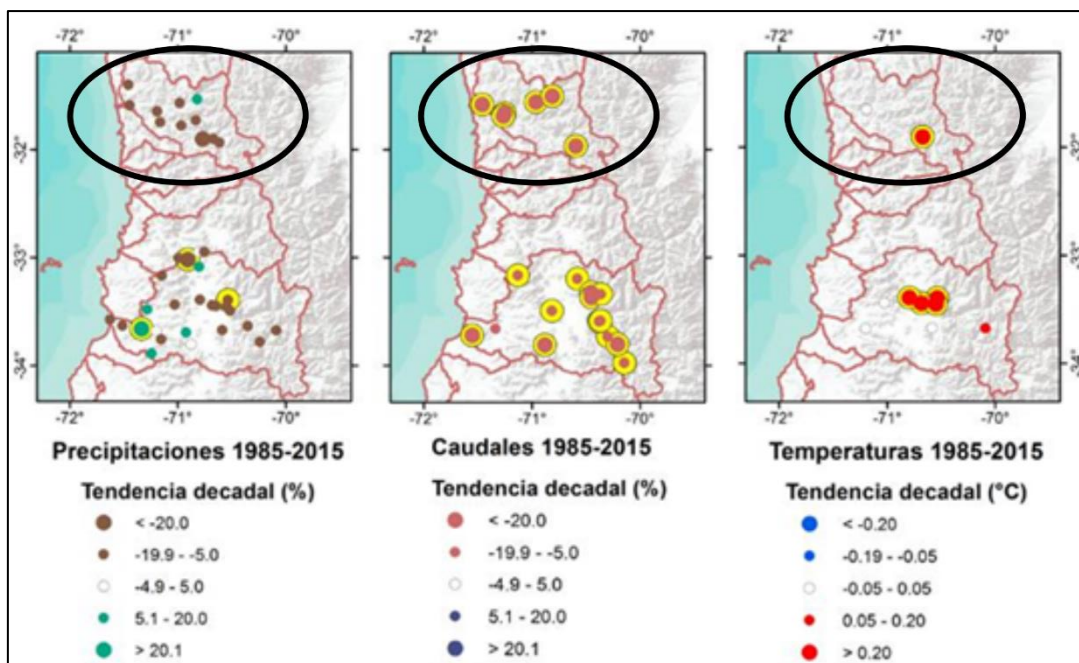 -72° -71° -70°
-72° -71° -70°
-72° -71° -70°
-32°
-32°
-33°
-33°
-34°
-34°
-72° -71° -70°
-72° -71° -70°
-72° -71° -70°
Precipitaciones 1985-2015
Tendencia decadal (%)
< -20.0
-19.9 - -5.0
-4.9 - 5.0
5.1 - 20.0
> 20.1
Caudales 1985-2015
Tendencia decadal (%)
< -20.0
-19.9 - -5.0
-4.9 - 5.0
5.1 - 20.0
> 20.1
Temperaturas 1985-2015
Tendencia decadal (°C)
< -0.20
-0.19 - -0.05
-0.05 - 0.05
0.05 - 0.20
> 0.20